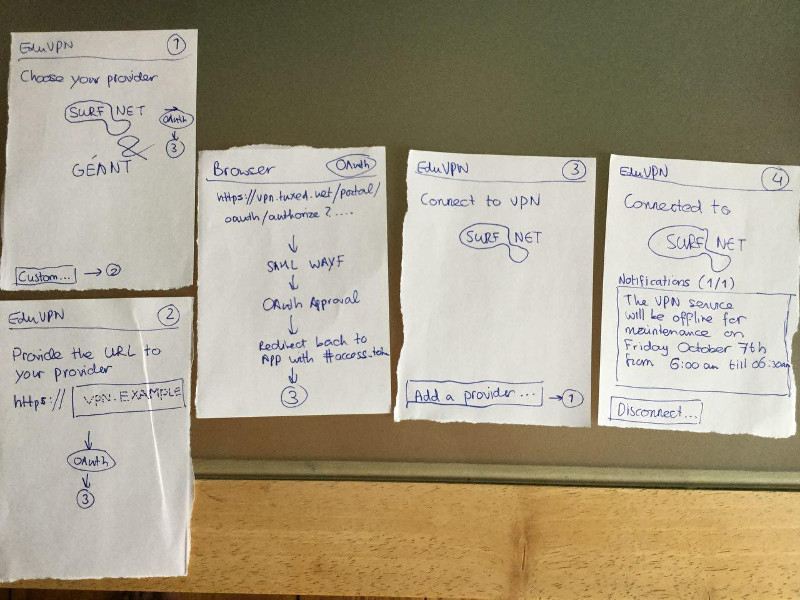 EduVPN 1
Choose your provider
SURF NET
OAuth
3
GÉANT
Custom... → 2
EduVPN 2
Provide the URL to
your provider
https:// VPN.EXAMPLE
OAuth
3
Browser OAuth
https://vpn.tuxed.net/portal/
oauth/authorize?....
SAML WAYF
OAuth Approval
Redirect back to
APP with #access_token
3
EduVPN 3
Connect to VPN
SURF NET
Add a provider... → 1
EduVPN 4
Connected to
SURF NET
Notifications (1/1)
The VPN service
will be offline for
maintenance on
Friday October 7th
from 6:00 am till 06:30am
Disconnect...